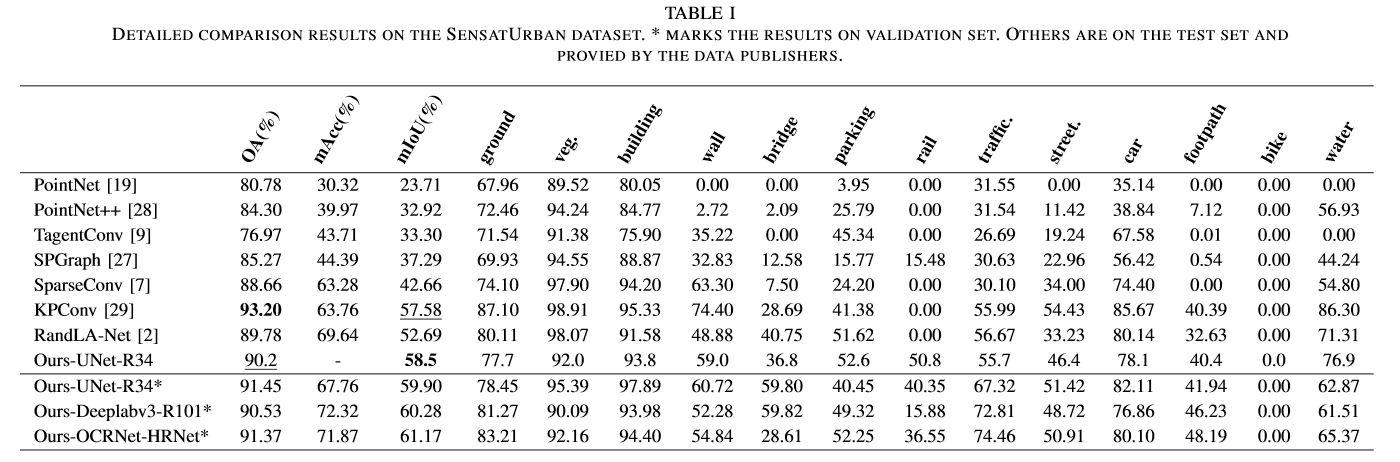 TABLE I
DETAILED COMPARISON RESULTS ON THE SENSATURBAN DATASET. * MARKS THE RESULTS ON VALIDATION SET. OTHERS ARE ON THE TEST SET AND
PROVIED BY THE DATA PUBLISHERS.
OA(%) mAcc(%) mIoU(%) ground veg. building wall bridge parking rail traffic. street. car footpath bike water
PointNet [19] 80.78 30.32 23.71 67.96 89.52 80.05 0.00 0.00 3.95 0.00 31.55 0.00 35.14 0.00 0.00 0.00
PointNet++ [28] 84.30 39.97 32.92 72.46 94.24 84.77 2.72 2.09 25.79 0.00 31.54 11.42 38.84 7.12 0.00 56.93
TagentConv [9] 76.97 43.71 33.30 71.54 91.38 75.90 35.22 0.00 45.34 0.00 26.69 19.24 67.58 0.01 0.00 0.00
SPGraph [27] 85.27 44.39 37.29 69.93 94.55 88.87 32.83 12.58 15.77 15.48 30.63 22.96 56.42 0.54 0.00 44.24
SparseConv [7] 88.66 63.28 42.66 74.10 97.90 94.20 63.30 7.50 24.20 0.00 30.10 34.00 74.40 0.00 0.00 54.80
KPConv [29] 93.20 63.76 57.58 87.10 98.91 95.33 74.40 28.69 41.38 0.00 55.99 54.43 85.67 40.39 0.00 86.30
RandLA-Net [2] 89.78 69.64 52.69 80.11 98.07 91.58 48.88 40.75 51.62 0.00 56.67 33.23 80.14 32.63 0.00 71.31
Ours-UNet-R34 90.2 - 58.5 77.7 92.0 93.8 59.0 36.8 52.6 50.8 55.7 46.4 78.1 40.4 0.0 76.9
Ours-UNet-R34* 91.45 67.76 59.90 78.45 95.39 97.89 60.72 59.80 40.45 40.35 67.32 51.42 82.11 41.94 0.00 62.87
Ours-Deeplabv3-R101* 90.53 72.32 60.28 81.27 90.09 93.98 52.28 59.82 49.32 15.88 72.81 48.72 76.86 46.23 0.00 61.51
Ours-OCRNet-HRNet* 91.37 71.87 61.17 83.21 92.16 94.40 54.84 28.61 52.25 36.55 74.46 50.91 80.10 48.19 0.00 65.37